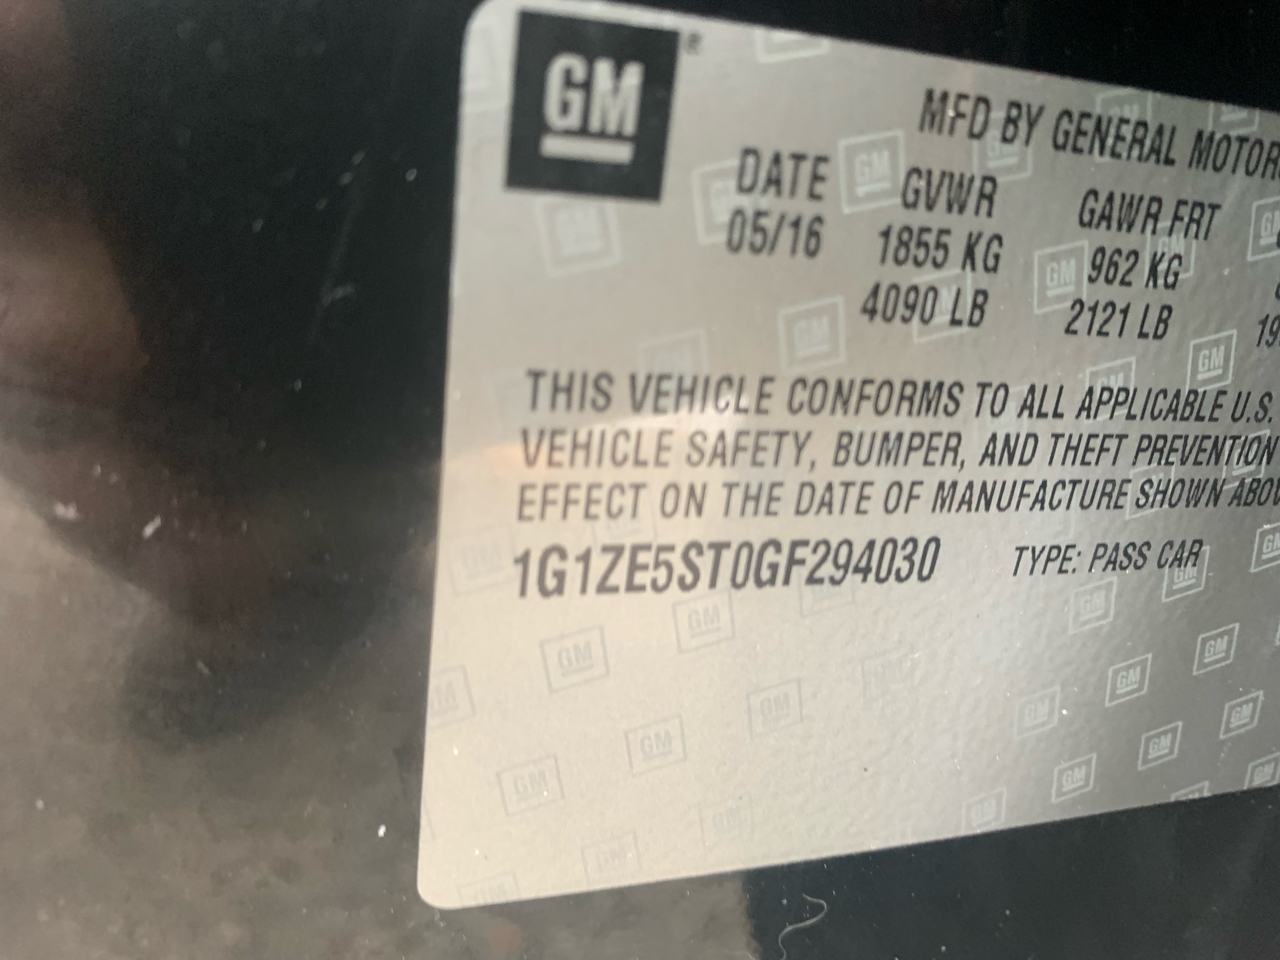 GM®
MFD BY GENERAL MOTOR
DATE GVWR GAWR FRT
05/16 1855 KG 962 KG
4090 LB 2121 LB 19
THIS VEHICLE CONFORMS TO ALL APPLICABLE U.S.
VEHICLE SAFETY, BUMPER, AND THEFT PREVENTION
EFFECT ON THE DATE OF MANUFACTURE SHOWN ABOV
1G1ZE5ST0GF294030 TYPE: PASS CAR